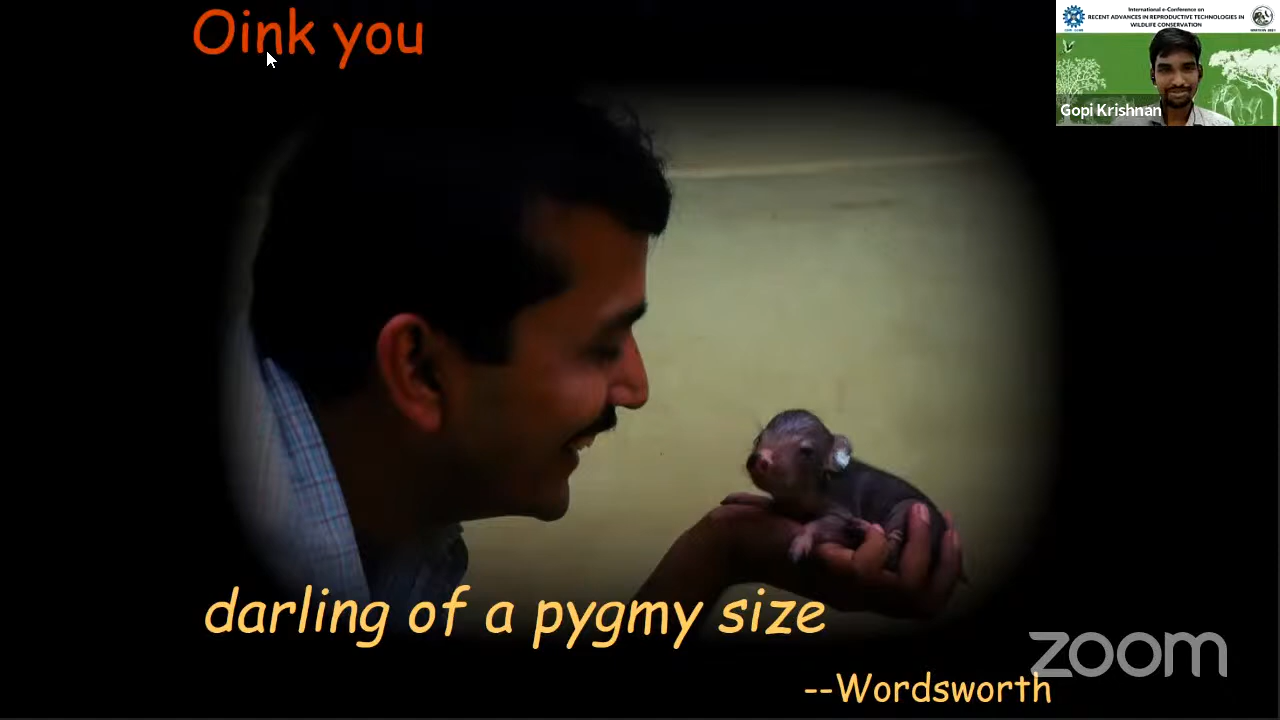 Oink you
International e-Conference on
RECENT ADVANCES IN REPRODUCTIVE TECHNOLOGIES IN
WILDLIFE CONSERVATION
Gopi Krishnan
darling of a pygmy size
--Wordsworth
zoom